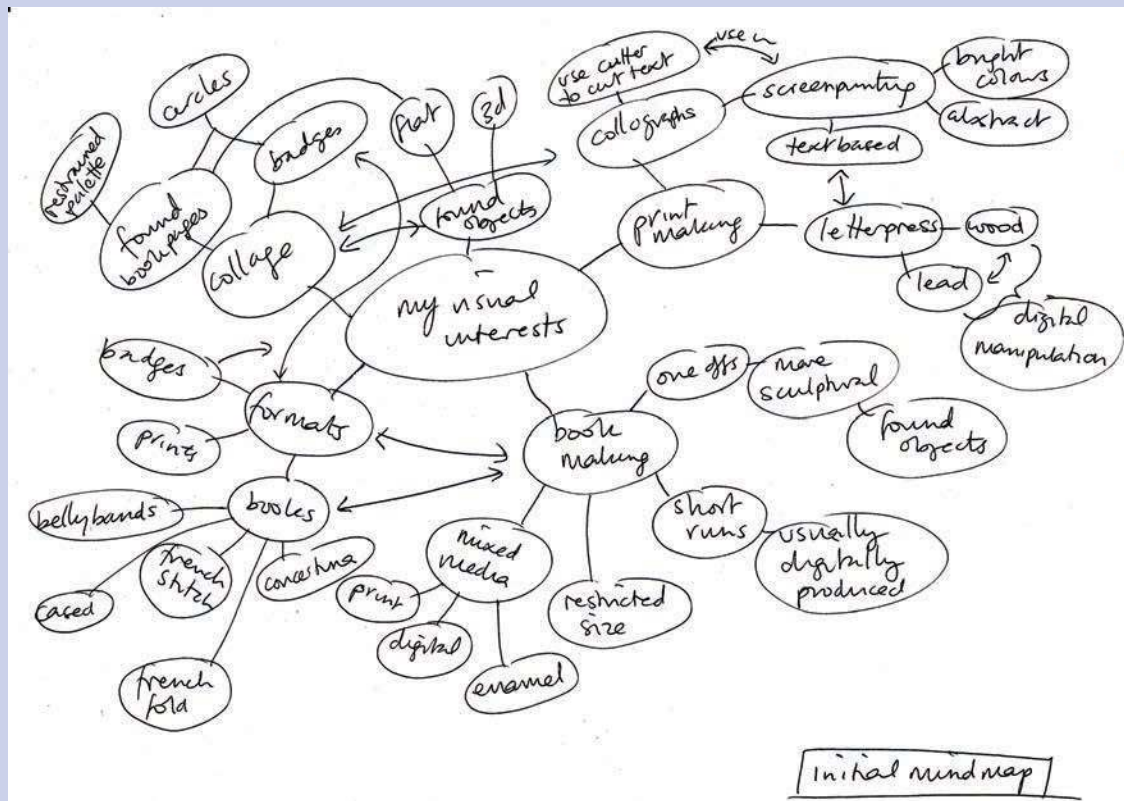 my visual
interests
found
objects
flat
3d
collage
badges
circles
found
book pages
restrained
palette
print
making
collographs
use cutter
to cut text
use in
screenprinting
bright
colours
abstract
text based
letterpress
wood
lead
digital
manipulation
book
making
one offs
more
sculptural
found
objects
short
runs
usually
digitally
produced
restricted
size
mixed
media
print
digital
enamel
formats
badges
prints
books
bellybands
cased
french
stitch
french
fold
concertina
initial mindmap